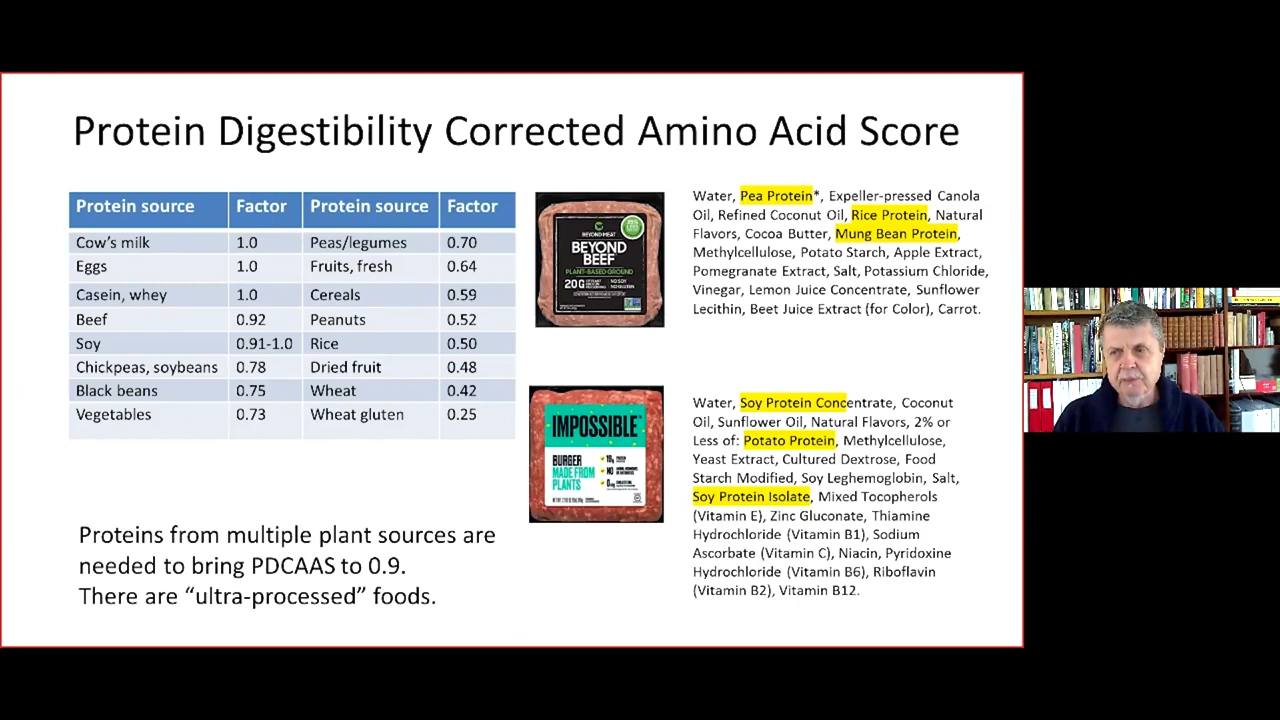 Protein Digestibility Corrected Amino Acid Score
Protein source Factor Protein source Factor
Cow's milk 1.0 Peas/legumes 0.70
Eggs 1.0 Fruits, fresh 0.64
Casein, whey 1.0 Cereals 0.59
Beef 0.92 Peanuts 0.52
Soy 0.91-1.0 Rice 0.50
Chickpeas, soybeans 0.78 Dried fruit 0.48
Black beans 0.75 Wheat 0.42
Vegetables 0.73 Wheat gluten 0.25
Proteins from multiple plant sources are
needed to bring PDCAAS to 0.9.
There are “ultra-processed” foods.
BEYOND MEAT
BEYOND
BEEF
PLANT-BASED GROUND
20G
NO SOY
Water, Pea Protein*, Expeller-pressed Canola
Oil, Refined Coconut Oil, Rice Protein, Natural
Flavors, Cocoa Butter, Mung Bean Protein,
Methylcellulose, Potato Starch, Apple Extract,
Pomegranate Extract, Salt, Potassium Chloride,
Vinegar, Lemon Juice Concentrate, Sunflower
Lecithin, Beet Juice Extract (for Color), Carrot.
IMPOSSIBLE
BURGER
MADE FROM
PLANTS
Water, Soy Protein Concentrate, Coconut
Oil, Sunflower Oil, Natural Flavors, 2% or
Less of: Potato Protein, Methylcellulose,
Yeast Extract, Cultured Dextrose, Food
Starch Modified, Soy Leghemoglobin, Salt,
Soy Protein Isolate, Mixed Tocopherols
(Vitamin E), Zinc Gluconate, Thiamine
Hydrochloride (Vitamin B1), Sodium
Ascorbate (Vitamin C), Niacin, Pyridoxine
Hydrochloride (Vitamin B6), Riboflavin
(Vitamin B2), Vitamin B12.